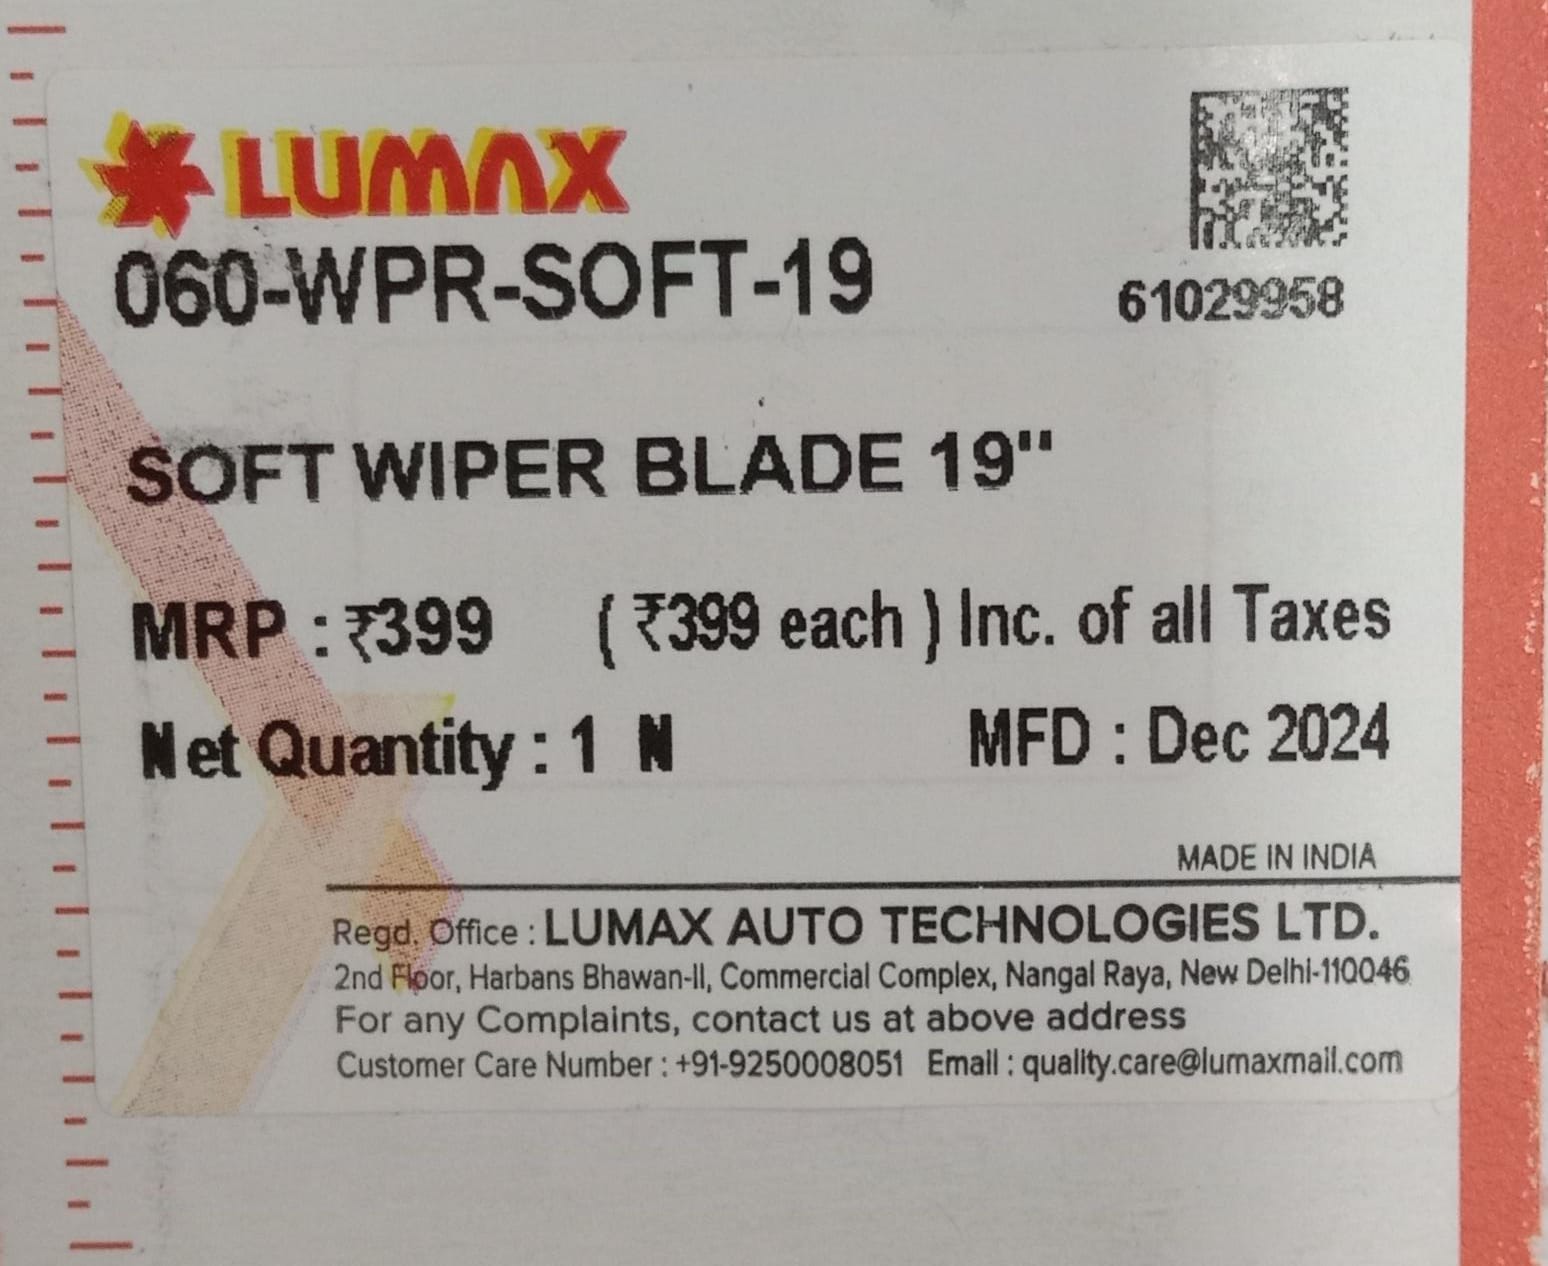 LUMAX
060-WPR-SOFT-19
61029958
SOFT WIPER BLADE 19"
MRP : ₹399 ( ₹399 each ) Inc. of all Taxes
Net Quantity : 1 N MFD : Dec 2024
MADE IN INDIA
Regd. Office : LUMAX AUTO TECHNOLOGIES LTD.
2nd Floor, Harbans Bhawan-II, Commercial Complex, Nangal Raya, New Delhi-110046
For any Complaints, contact us at above address
Customer Care Number : +91-9250008051 Email : quality.care@lumaxmail.com